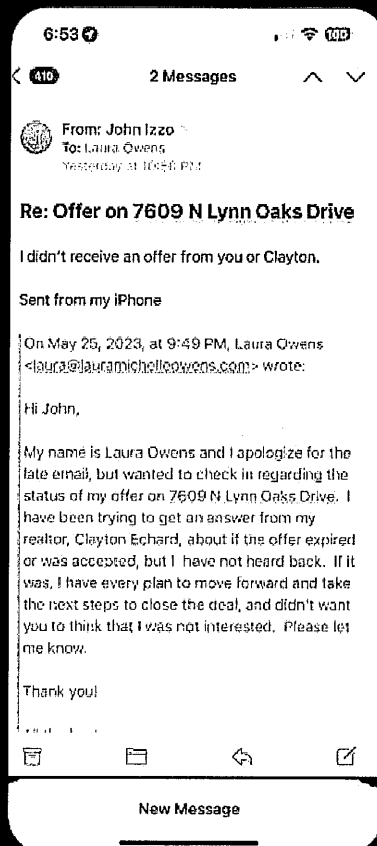 6:53
410
2 Messages
From: John Izzo
To: Laura Owens
Yesterday at 10:56 PM
Re: Offer on 7609 N Lynn Oaks Drive
I didn't receive an offer from you or Clayton.
Sent from my iPhone
On May 25, 2023, at 9:49 PM, Laura Owens
<laura@lauramichelleowens.com> wrote:
Hi John,
My name is Laura Owens and I apologize for the
late email, but wanted to check in regarding the
status of my offer on 7609 N Lynn Oaks Drive. I
have been trying to get an answer from my
realtor, Clayton Echard, about if the offer expired
or was accepted, but I have not heard back. If it
was, I have every plan to move forward and take
the next steps to close the deal, and didn't want
you to think that I was not interested. Please let
me know.
Thank you!
New Message